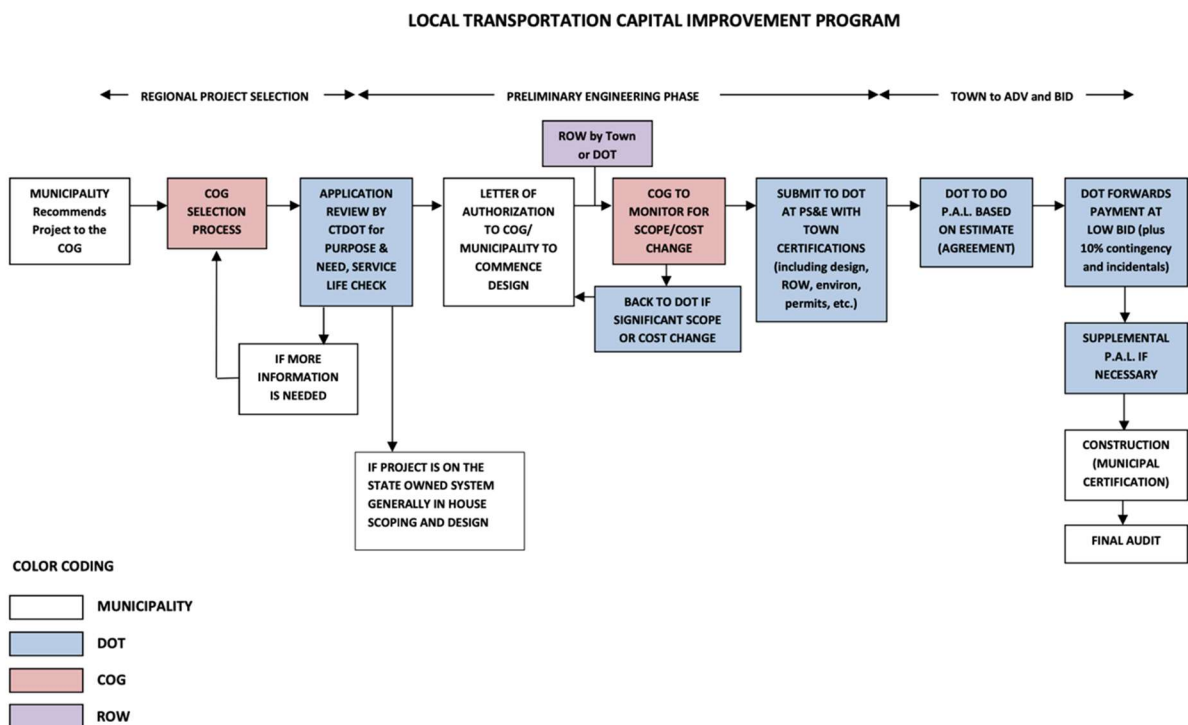 LOCAL TRANSPORTATION CAPITAL IMPROVEMENT PROGRAM
REGIONAL PROJECT SELECTION
PRELIMINARY ENGINEERING PHASE
TOWN to ADV and BID
ROW by Town
or DOT
MUNICIPALITY
Recommends
Project to the
COG
COG
SELECTION
PROCESS
APPLICATION
REVIEW BY
CTDOT for
PURPOSE &
NEED, SERVICE
LIFE CHECK
LETTER OF
AUTHORIZATION
TO COG/
MUNICIPALITY TO
COMMENCE
DESIGN
COG TO
MONITOR FOR
SCOPE/COST
CHANGE
SUBMIT TO DOT
AT PS&E WITH
TOWN
CERTIFICATIONS
(including design,
ROW, environ,
permits, etc.)
DOT TO DO
P.A.L. BASED
ON ESTIMATE
(AGREEMENT)
DOT FORWARDS
PAYMENT AT
LOW BID (plus
10% contingency
and incidentals)
BACK TO DOT IF
SIGNIFICANT SCOPE
OR COST CHANGE
IF MORE
INFORMATION
IS NEEDED
SUPPLEMENTAL
P.A.L. IF
NECESSARY
IF PROJECT IS ON THE
STATE OWNED SYSTEM
GENERALLY IN HOUSE
SCOPING AND DESIGN
CONSTRUCTION
(MUNICIPAL
CERTIFICATION)
FINAL AUDIT
COLOR CODING
MUNICIPALITY
DOT
COG
ROW